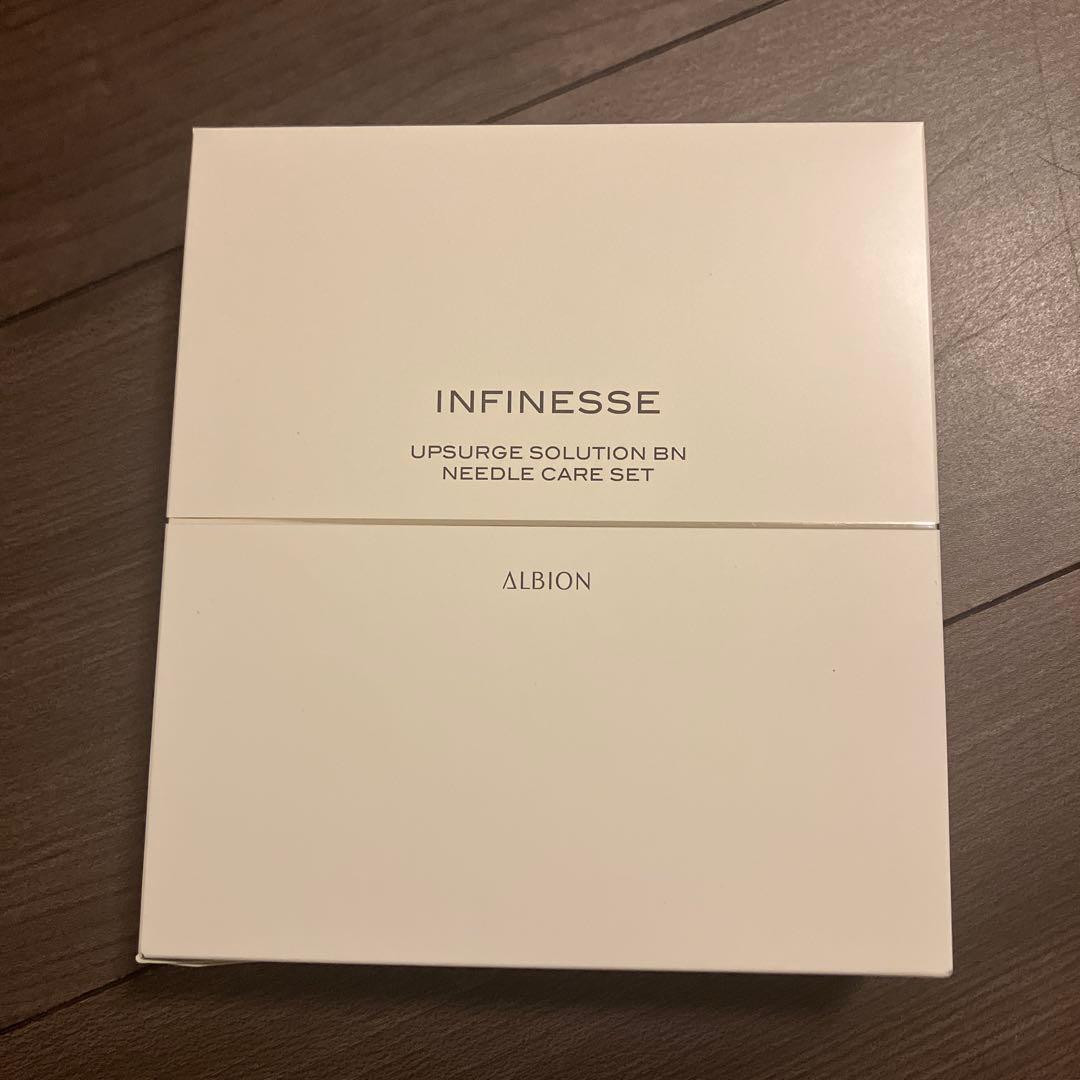 INFINESSE
UPSURGE SOLUTION BN
NEEDLE CARE SET
ALBION